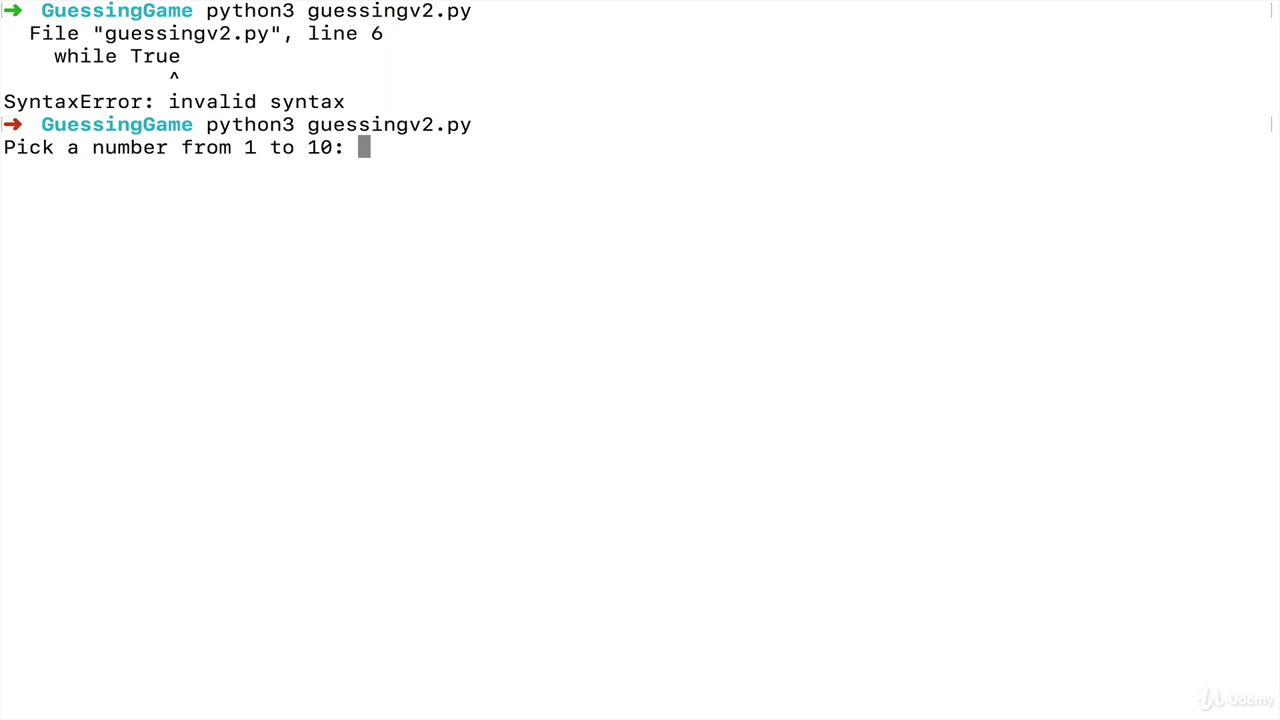 ➜ GuessingGame python3 guessingv2.py
File "guessingv2.py", line 6
while True
^
SyntaxError: invalid syntax
➜ GuessingGame python3 guessingv2.py
Pick a number from 1 to 10:
Udemy